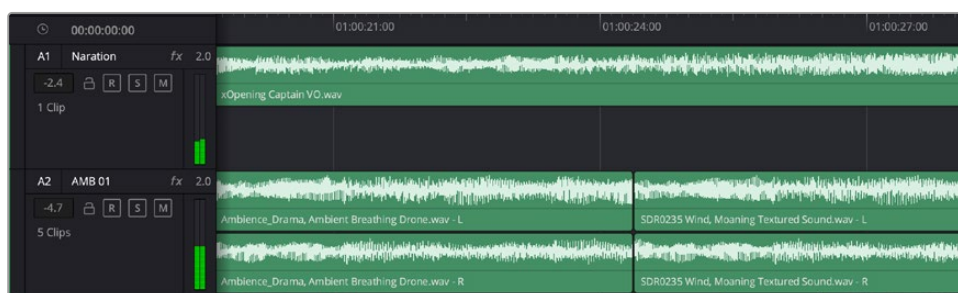 00:00:00:00 01:00:21:00 01:00:24:00 01:00:27:00
A1 Naration fx 2.0
-2.4 R S M
1 Clip
xOpening Captain VO.wav
A2 AMB 01 fx 2.0
-4.7 R S M
5 Clips
Ambience_Drama, Ambient Breathing Drone.wav - L SDR0235 Wind, Moaning Textured Sound.wav - L
Ambience_Drama, Ambient Breathing Drone.wav - R SDR0235 Wind, Moaning Textured Sound.wav - R